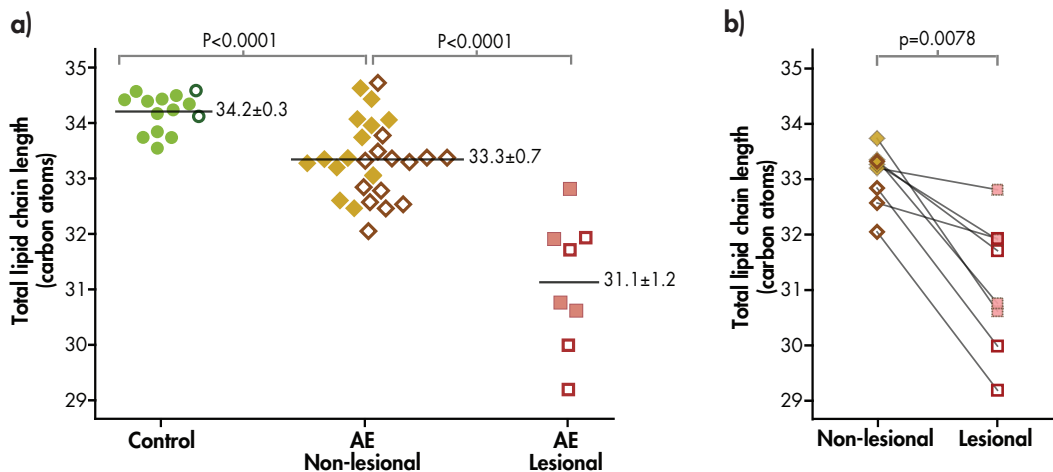 a)
P<0.0001
P<0.0001
Total lipid chain length
(carbon atoms)
35
34
33
32
31
30
29
34.2±0.3
33.3±0.7
31.1±1.2
Control
AE
Non-lesional
AE
Lesional
b)
p=0.0078
Total lipid chain length
(carbon atoms)
35
34
33
32
31
30
29
Non-lesional
Lesional